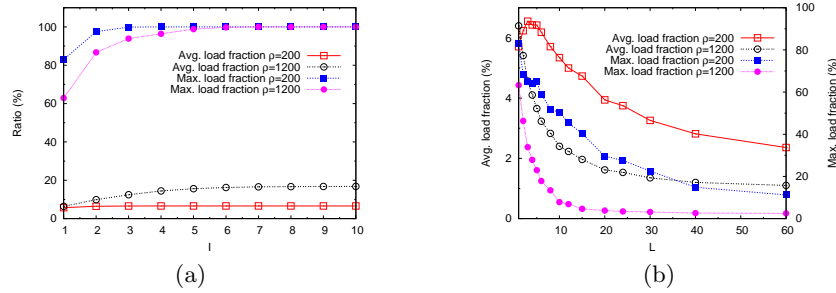 120
100
80
60
40
20
0
1 2 3 4 5 6 7 8 9 10
Ratio (%)
I
Avg. load fraction ρ=200
Avg. load fraction ρ=1200
Max. load fraction ρ=200
Max. load fraction ρ=1200
(a)
6
4
2
0
10 20 30 40 50 60
Avg. load fraction (%)
L
Avg. load fraction ρ=200
Avg. load fraction ρ=1200
Max. load fraction ρ=200
Max. load fraction ρ=1200
100
80
60
40
20
0
Max. load fraction (%)
(b)